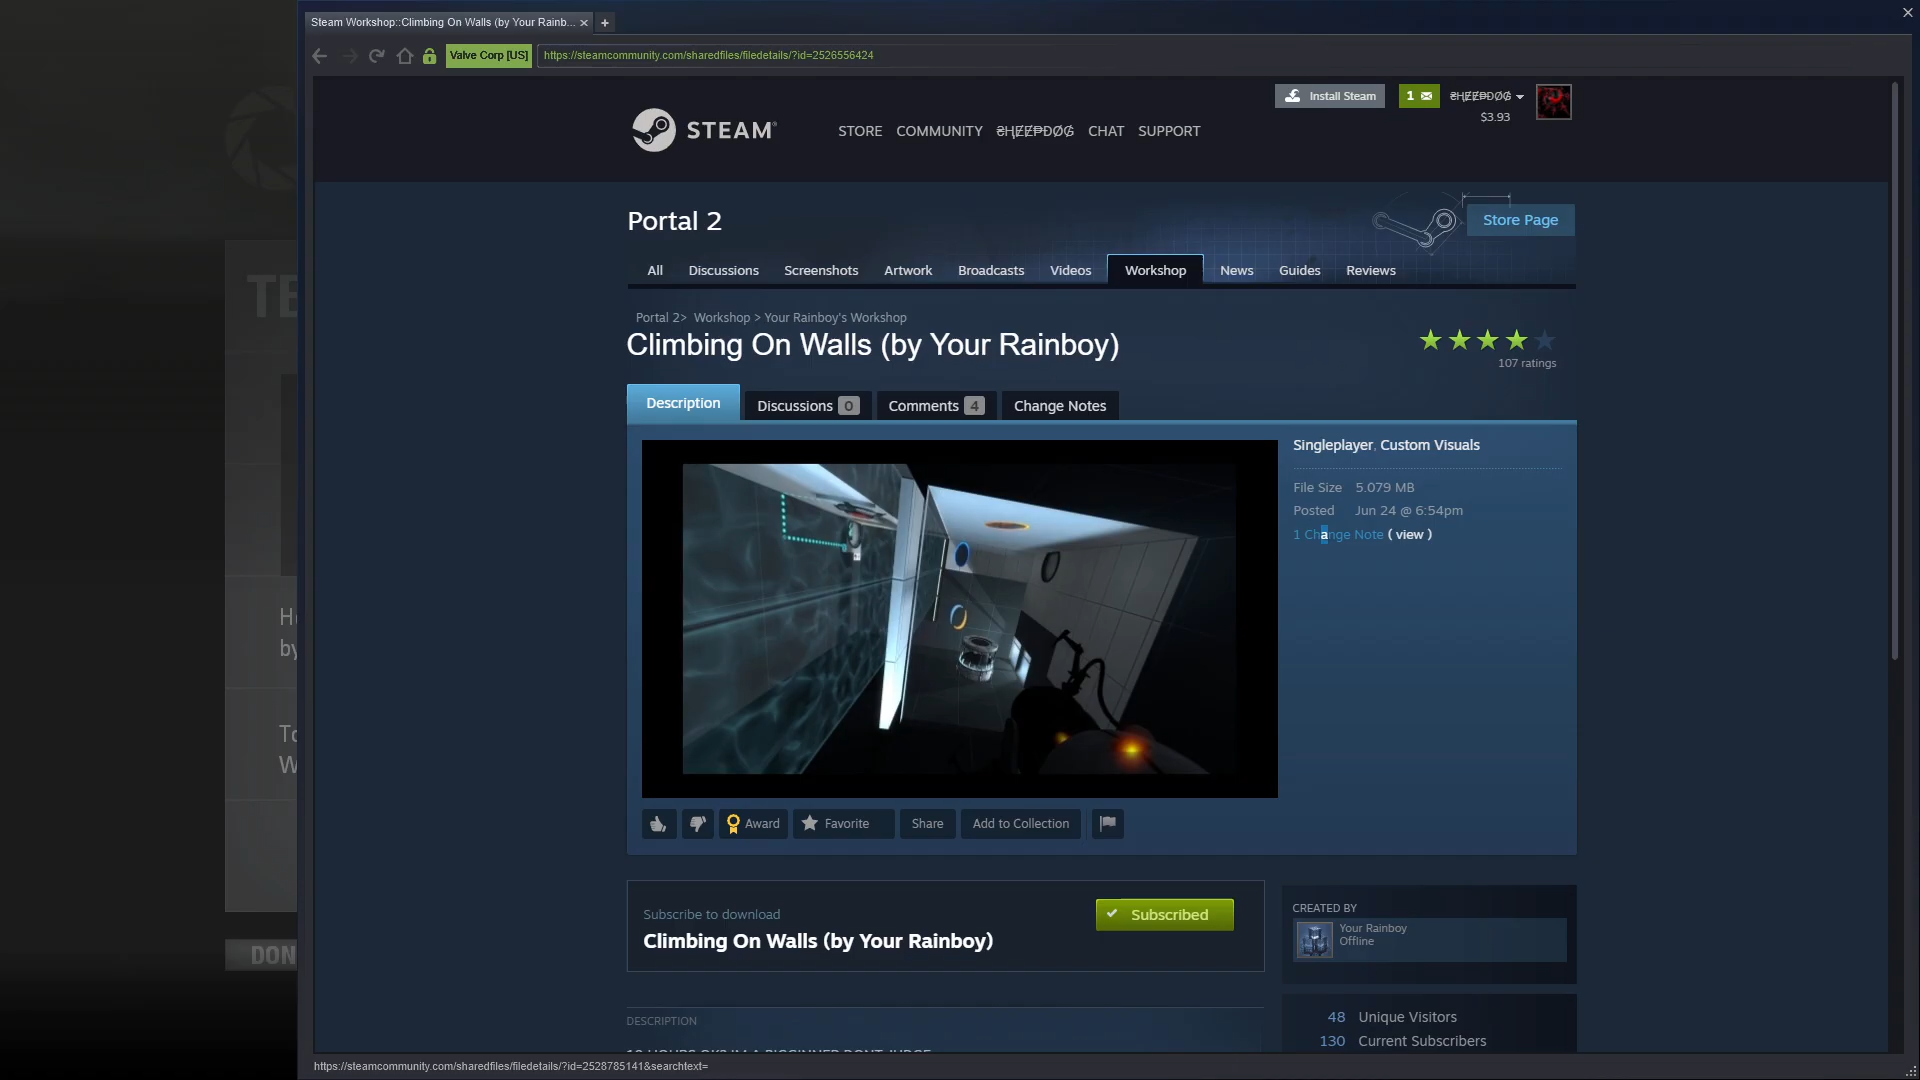 Steam Workshop::Climbing On Walls (by Your Rainb...
Valve Corp [US]
https://steamcommunity.com/sharedfiles/filedetails/?id=2526556424
Install Steam
1
₴ⱧɆɆ₱ĐØ₲
$3.93
STEAM
STORE COMMUNITY ₴ⱧɆɆ₱ĐØ₲ CHAT SUPPORT
Portal 2
Store Page
All Discussions Screenshots Artwork Broadcasts Videos Workshop News Guides Reviews
Portal 2> Workshop > Your Rainboy's Workshop
Climbing On Walls (by Your Rainboy)
107 ratings
Description Discussions 0 Comments 4 Change Notes
Singleplayer, Custom Visuals
File Size 5.079 MB
Posted Jun 24 @ 6:54pm
1 Change Note ( view )
Award Favorite Share Add to Collection
Subscribe to download
Climbing On Walls (by Your Rainboy)
Subscribed
CREATED BY
Your Rainboy
Offline
48 Unique Visitors
130 Current Subscribers
DESCRIPTION
https://steamcommunity.com/sharedfiles/filedetails/?id=2528785141&searchtext=